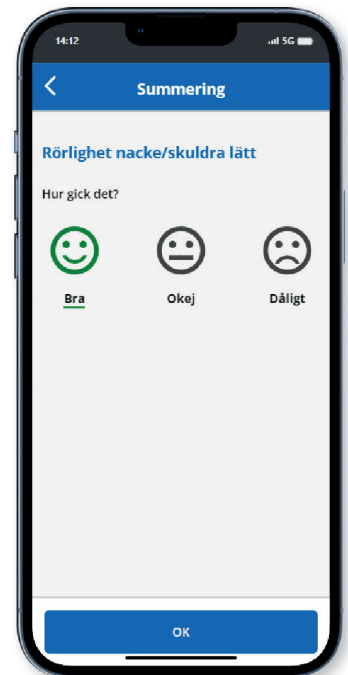 14:12
5G
Summering
Rörlighet nacke/skuldra lätt
Hur gick det?
Bra
Okej
Dåligt
OK